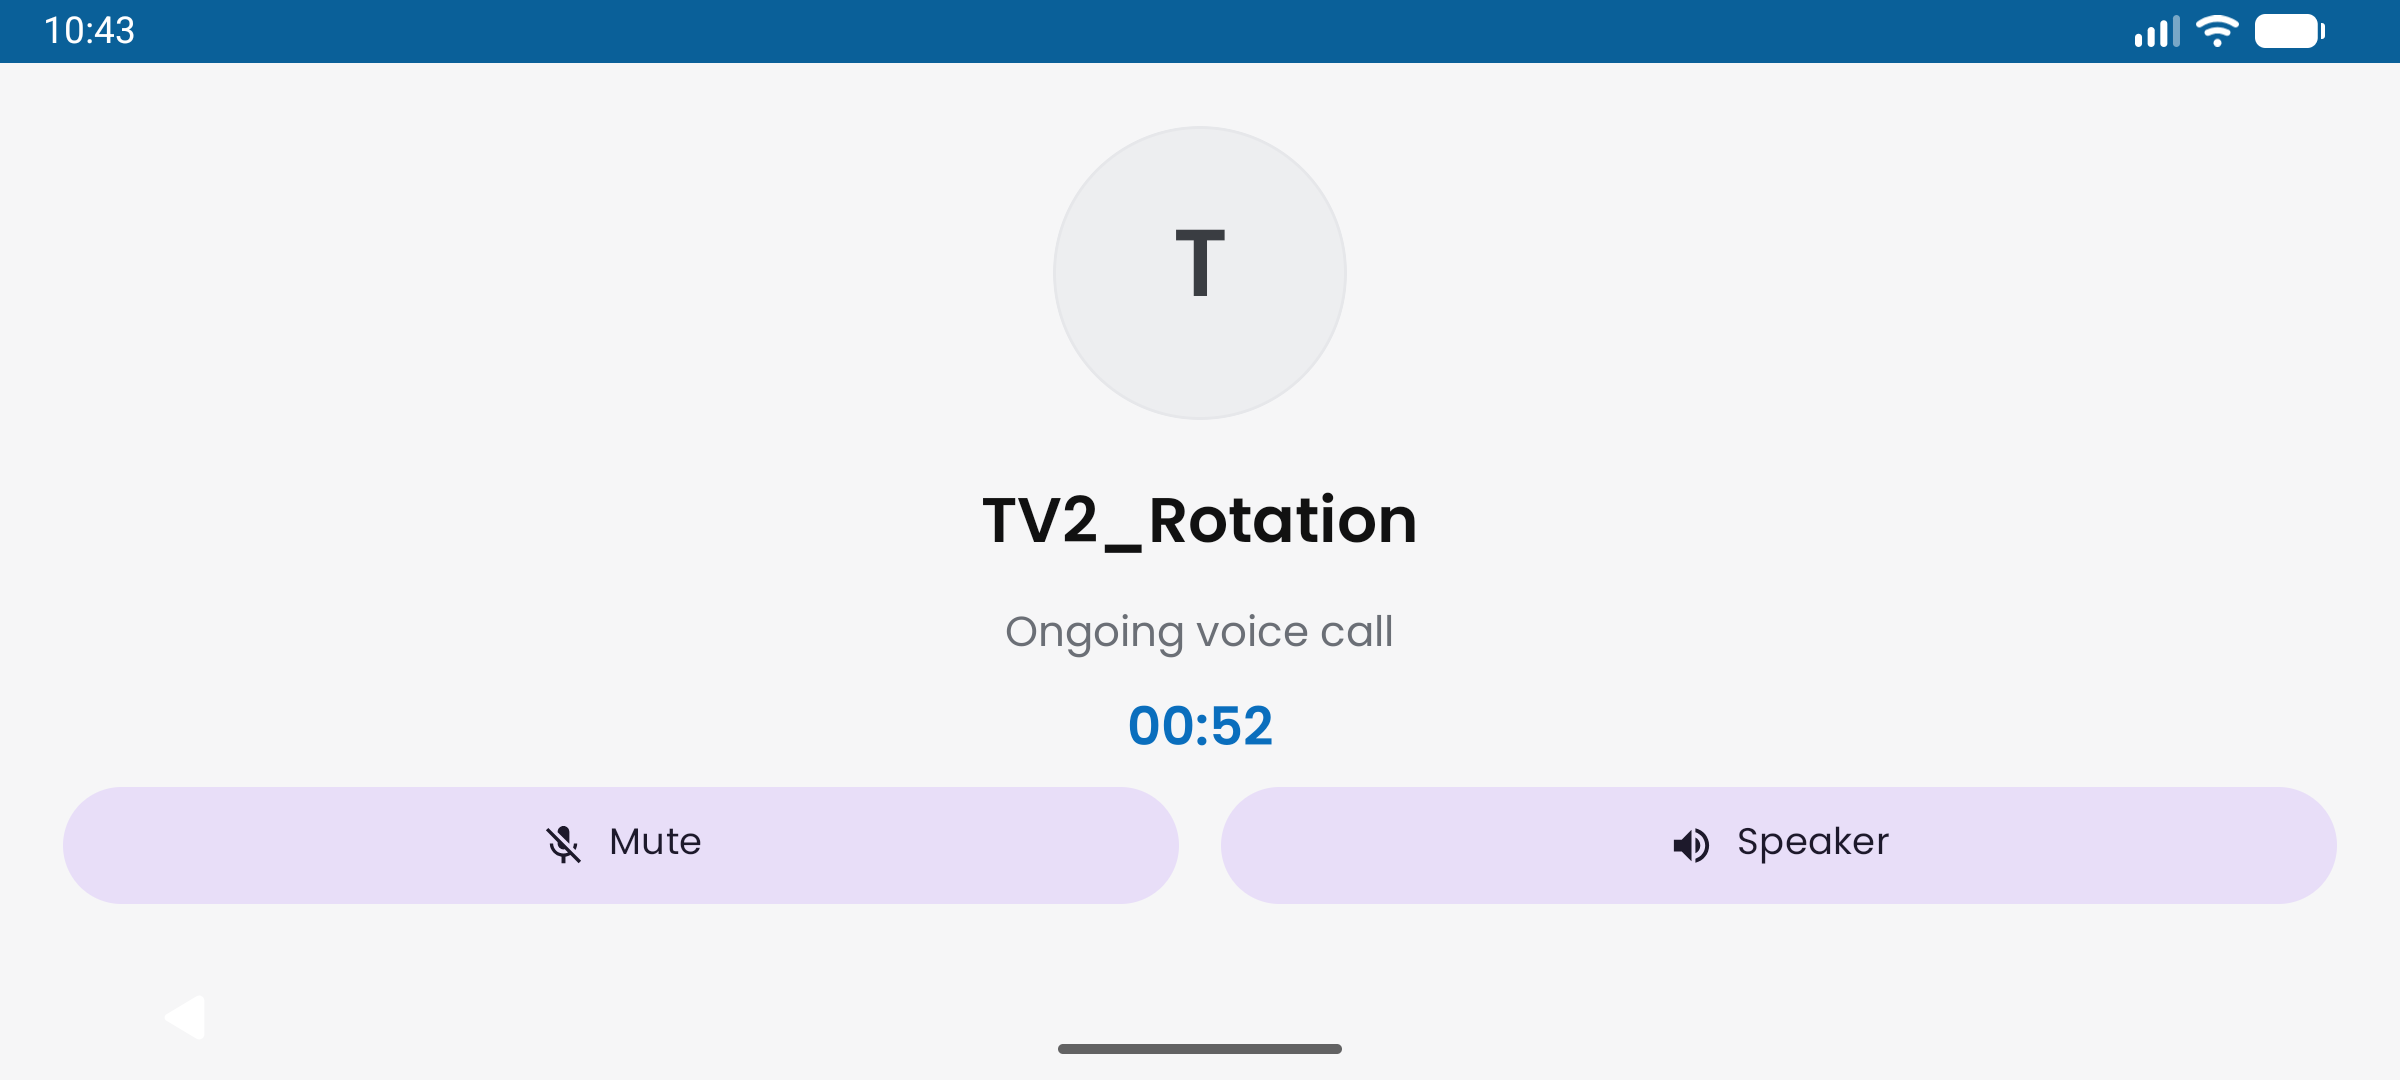 10:43
T
TV2_Rotation
Ongoing voice call
00:52
Mute
Speaker